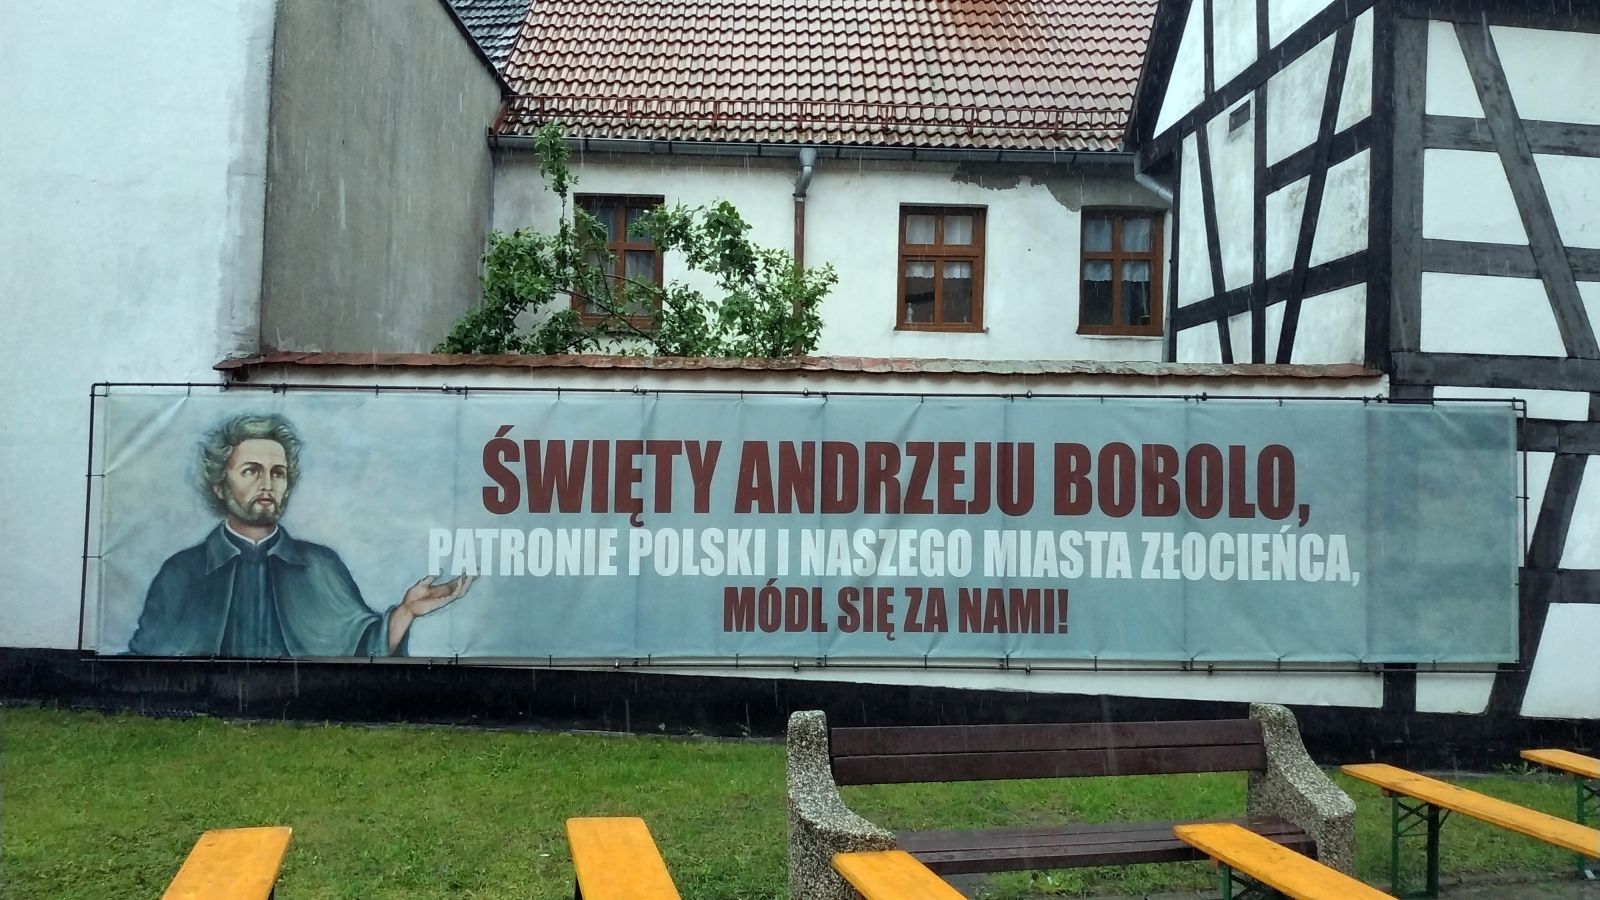 ŚWIĘTY ANDRZEJU BOBOLO,
PATRONIE POLSKI I NASZEGO MIASTA ZŁOCIEŃCA,
MÓDL SIĘ ZA NAMI!